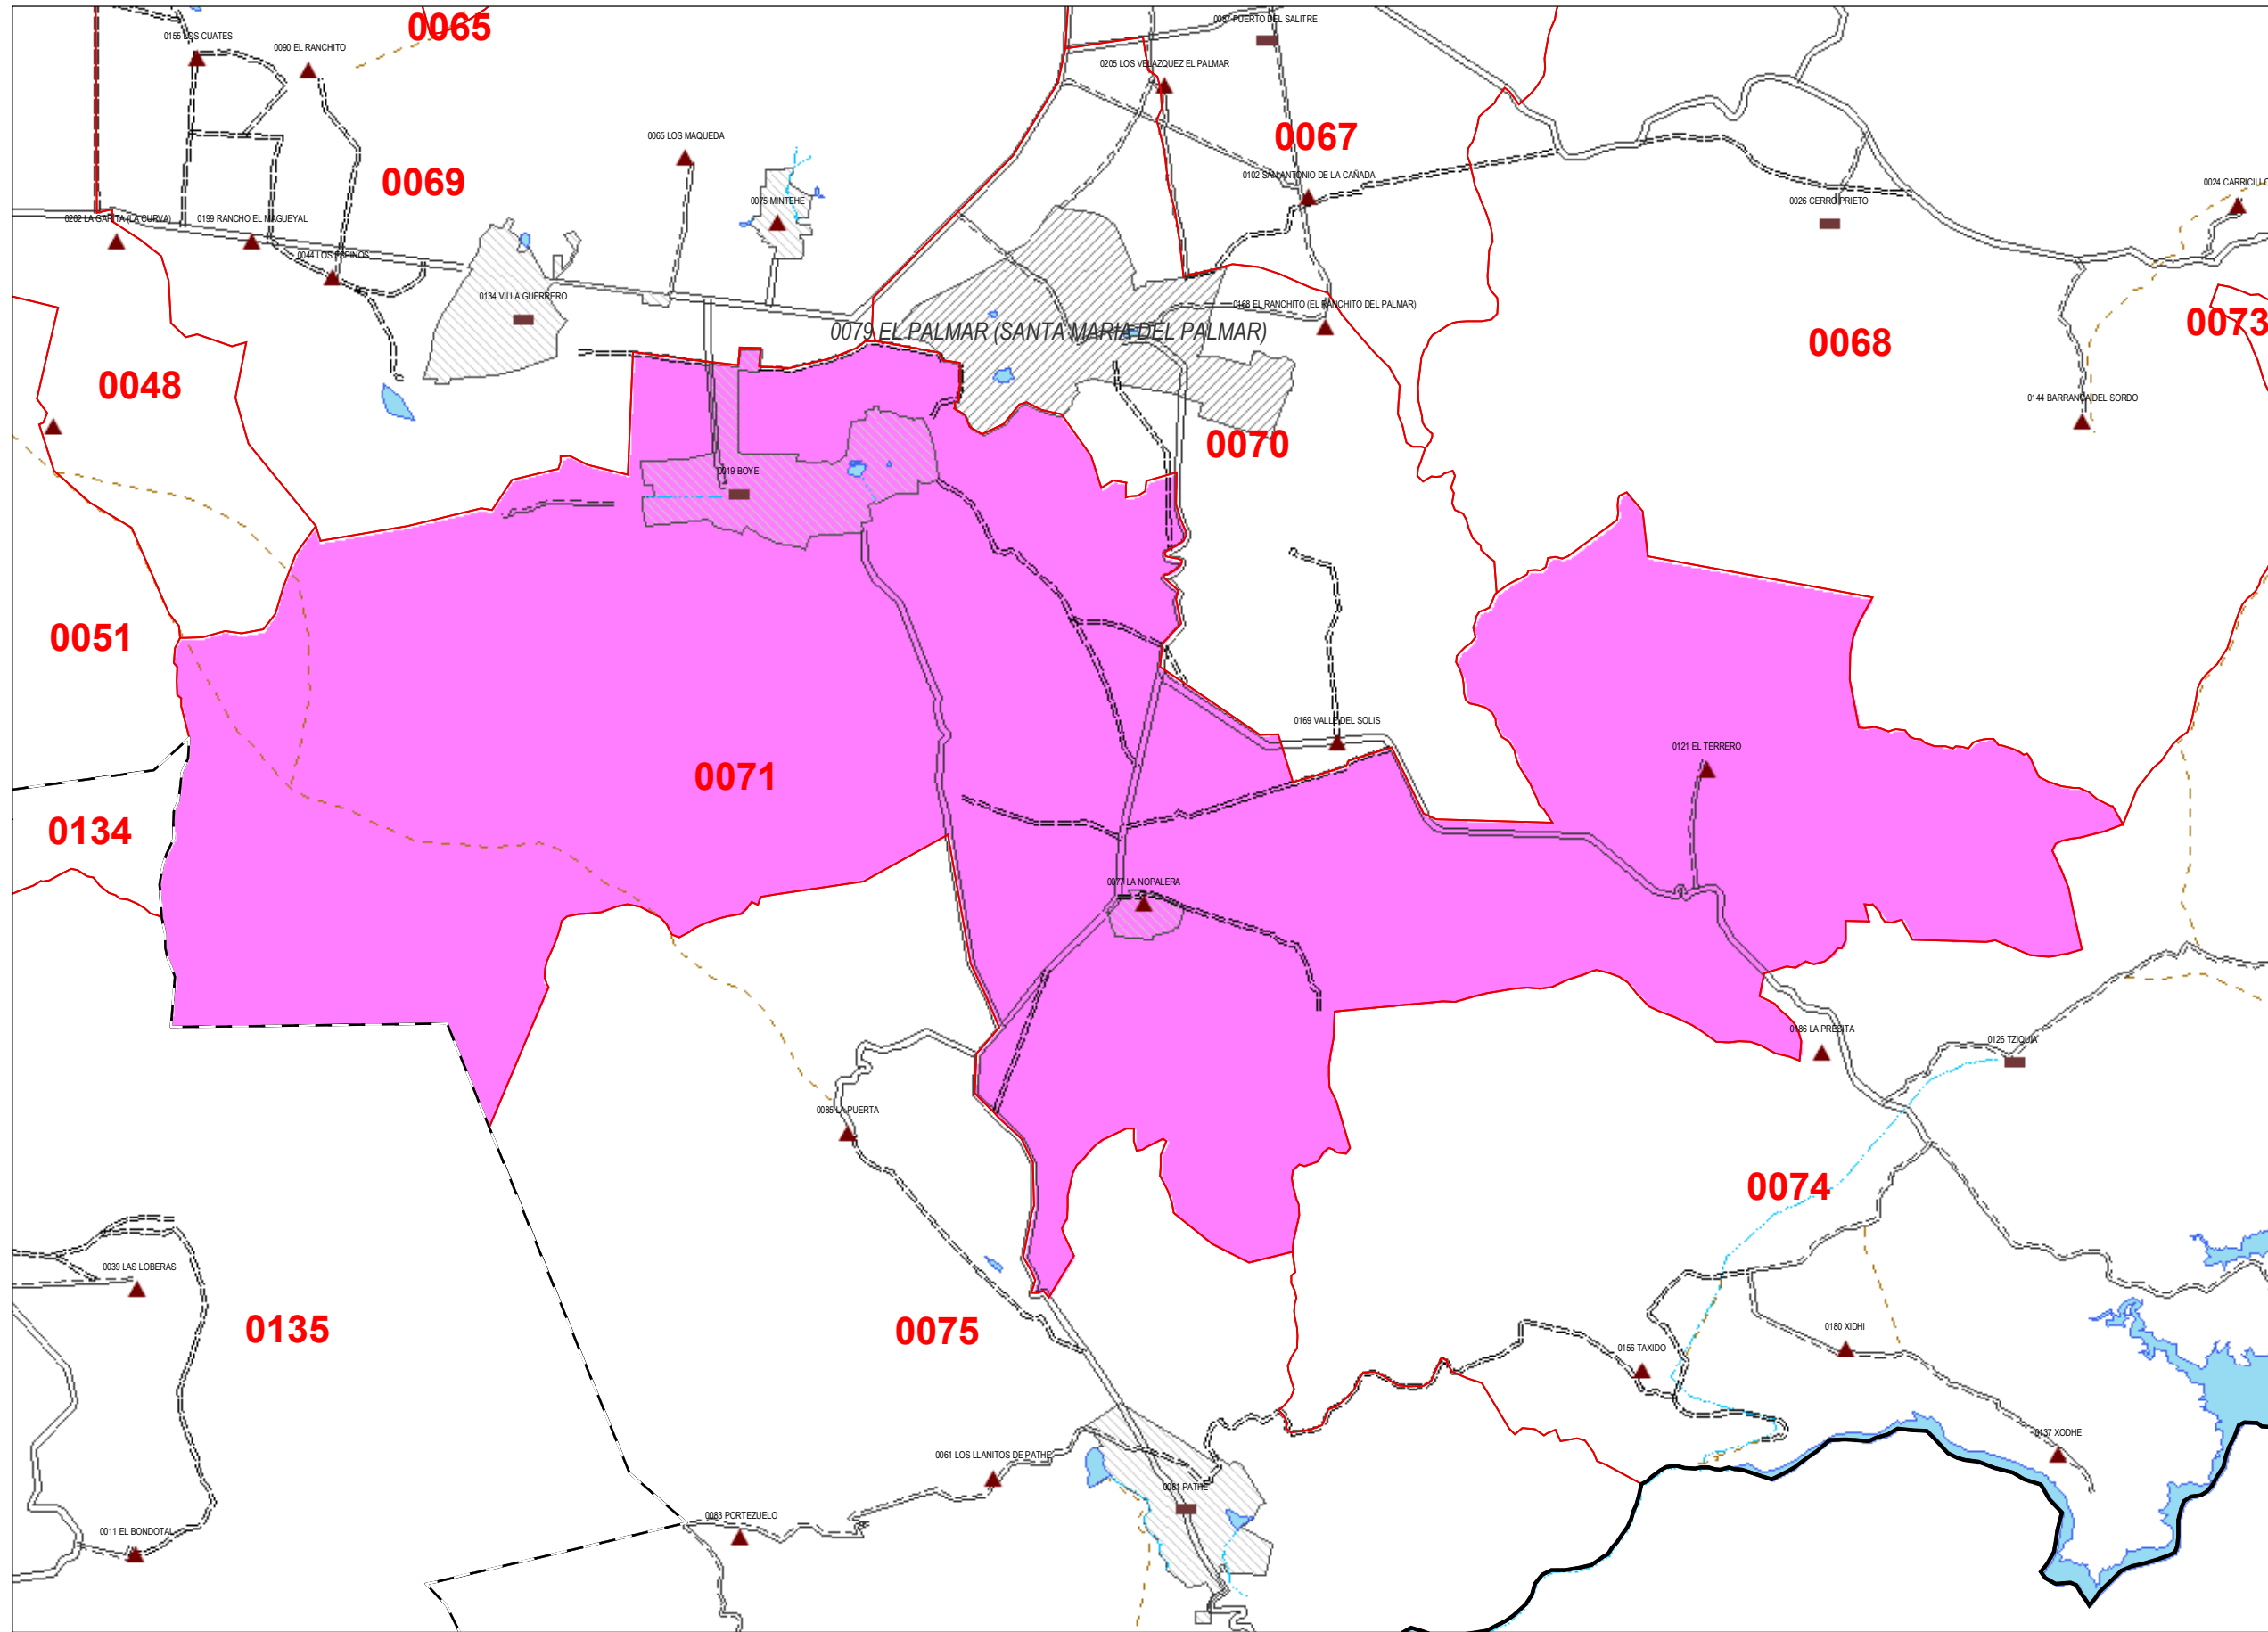 0065
0087 PUERTO DEL SALITRE
0155 LOS CUATES
0090 EL RANCHITO
0205 LOS VELAZQUEZ EL PALMAR
0065 LOS MAQUEDA
0067
0069
0102 SAN ANTONIO DE LA CAÑADA
0024 CARRICILLO
0075 MINTEHE
0026 CERRO PRIETO
0202 LA GARITA (LA CURVA)
0199 RANCHO EL MAGUEYAL
0044 LOS ESPINOS
0134 VILLA GUERRERO
0168 EL RANCHITO (EL RANCHITO DEL PALMAR)
0073
0079 EL PALMAR (SANTA MARIA DEL PALMAR)
0068
0048
0144 BARRANCA DEL SORDO
0070
0019 BOYE
0051
0169 VALLE DEL SOLIS
0121 EL TERRERO
0071
0134
0077 LA NOPALERA
0186 LA PRESITA
0126 TZIQUIA
0085 LA PUERTA
0074
0039 LAS LOBERAS
0135
0075
0180 XIDHI
0156 TAXIDO
0137 XODHE
0061 LOS LLANITOS DE PATHE
0081 PATHE
0083 PORTEZUELO
0011 EL BONDOTAL